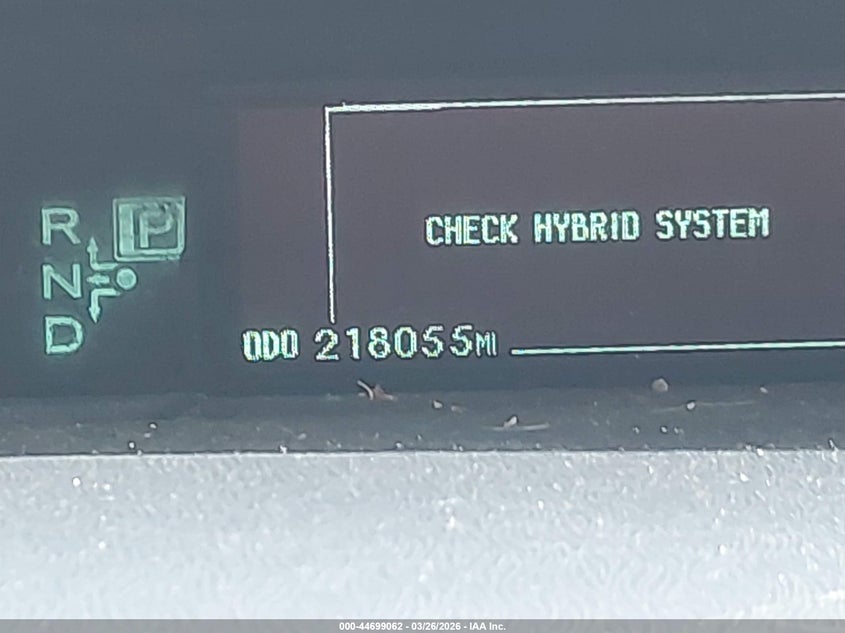 CHECK HYBRID SYSTEM
R P
N
D
ODO 218055MI
000-44699062 - 03/26/2026 - IAA Inc.